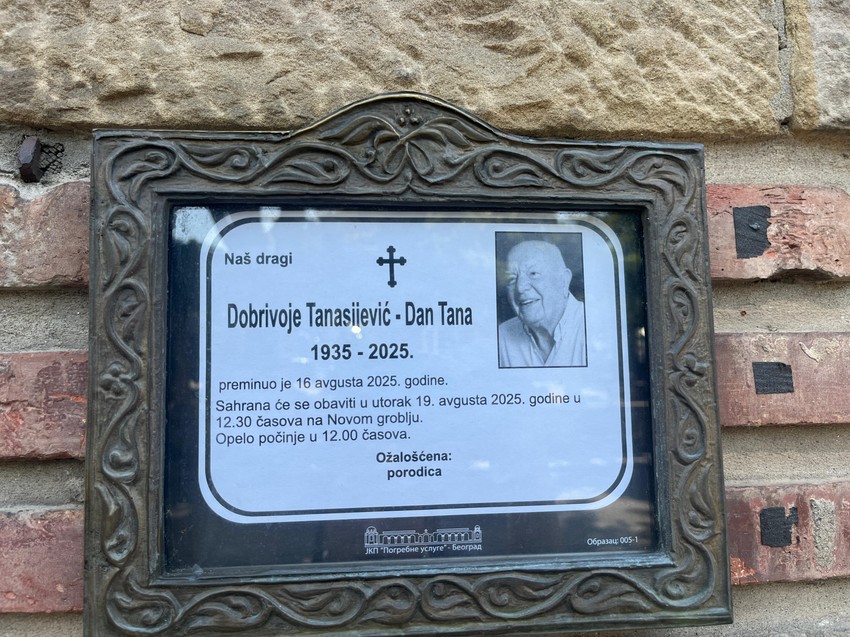 Naš dragi
Dobrivoje Tanasijević - Dan Tana
1935 - 2025.
preminuo je 16 avgusta 2025. godine.
Sahrana će se obaviti u utorak 19. avgusta 2025. godine u
12.30 časova na Novom groblju.
Opelo počinje u 12.00 časova.
Ožalošćena:
porodica
ЈКП "Погребне услуге" - Београд
Образац: 005-1